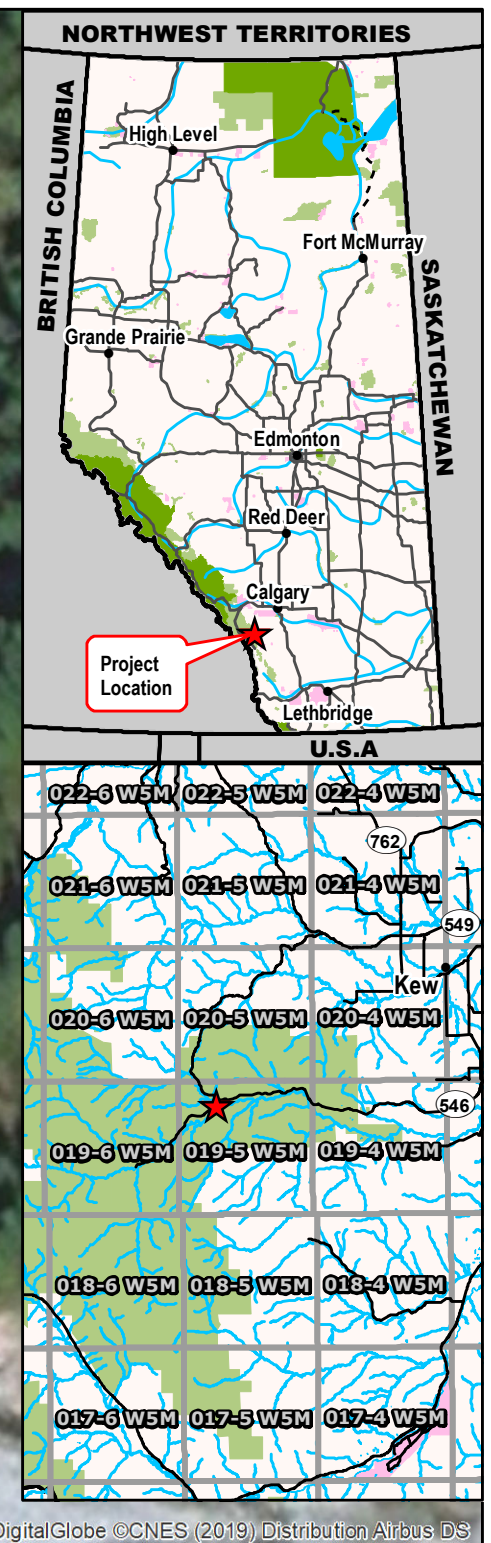 NORTHWEST TERRITORIES
BRITISH COLUMBIA
High Level
Fort McMurray
SASKATCHEWAN
Grande Prairie
Edmonton
Red Deer
Calgary
Project
Location
Lethbridge
U.S.A
022-6 W5M 022-5 W5M 022-4 W5M
762
021-6 W5M 021-5 W5M 021-4 W5M
549
Kew
020-6 W5M 020-5 W5M 020-4 W5M
546
019-6 W5M 019-5 W5M 019-4 W5M
018-6 W5M 018-5 W5M 018-4 W5M
017-6 W5M 017-5 W5M 017-4 W5M
DigitalGlobe ©CNES (2019) Distribution Airbus DS